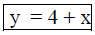 y = 4 + x